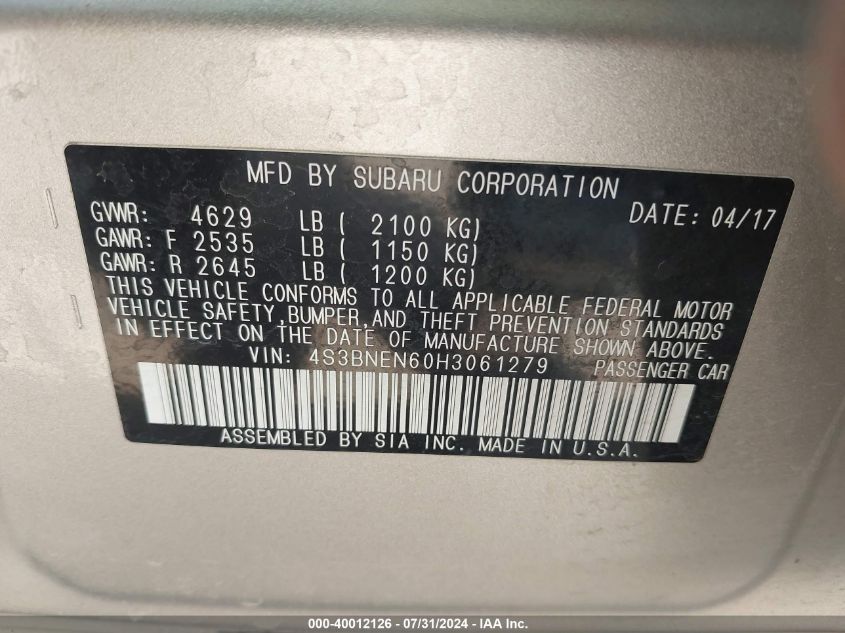 MFD BY SUBARU CORPORATION
GVWR: 4629 LB ( 2100 KG) DATE: 04/17
GAWR: F 2535 LB ( 1150 KG)
GAWR: R 2645 LB ( 1200 KG)
THIS VEHICLE CONFORMS TO ALL APPLICABLE FEDERAL MOTOR
VEHICLE SAFETY, BUMPER, AND THEFT PREVENTION STANDARDS
IN EFFECT ON THE DATE OF MANUFACTURE SHOWN ABOVE.
VIN: 4S3BNEN60H3061279 PASSENGER CAR
ASSEMBLED BY SIA INC. MADE IN U.S.A.
000-40012126 - 07/31/2024 - IAA Inc.